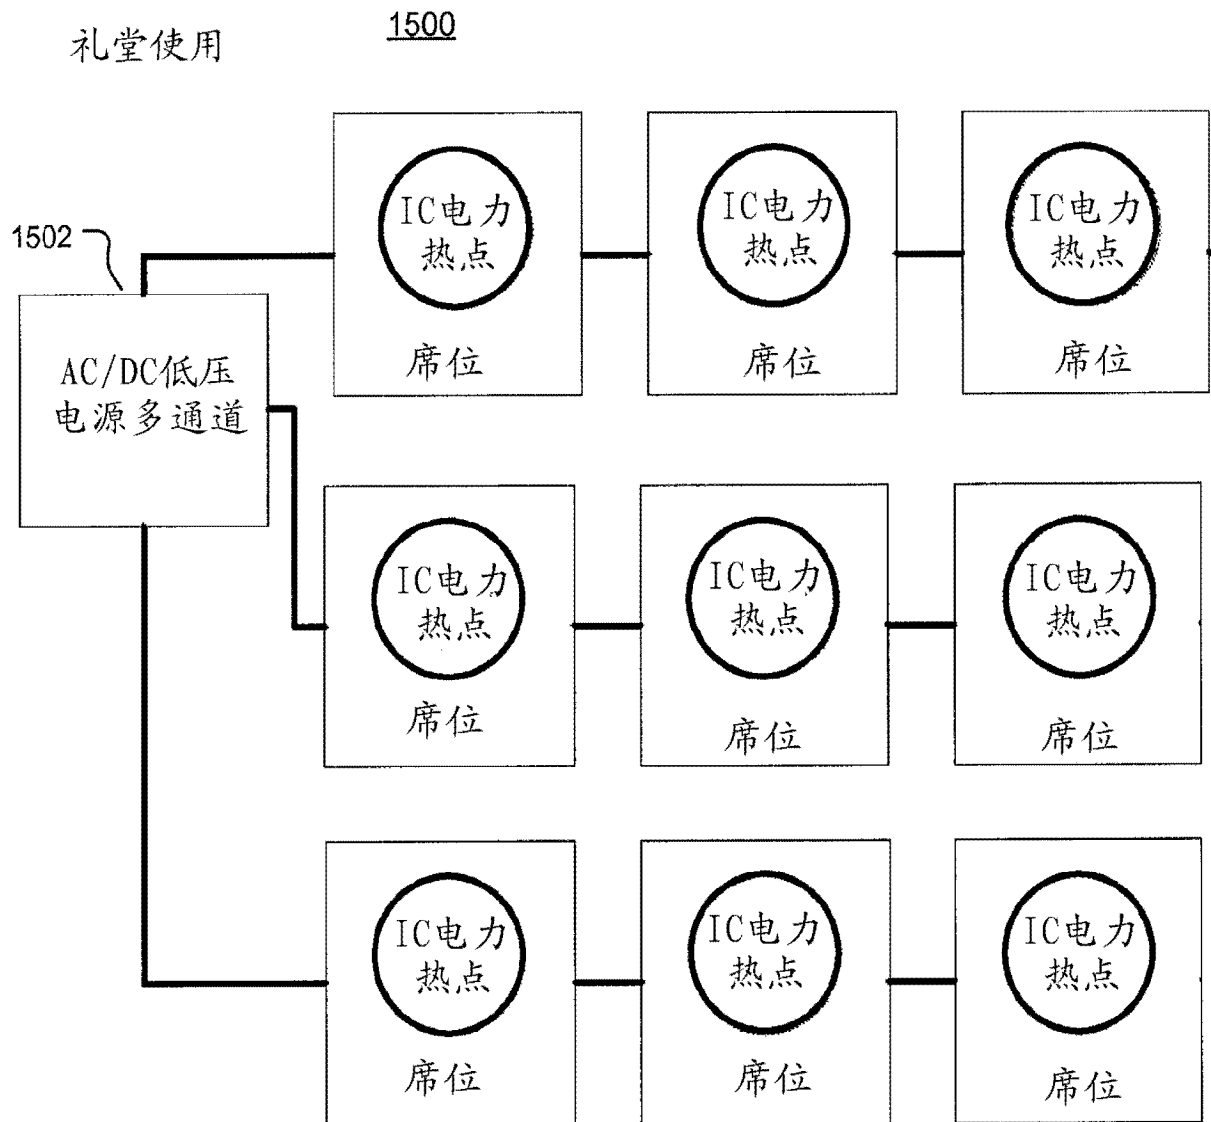 礼堂使用
1500
1502
AC/DC低压
电源多通道
IC电力
热点
席位
IC电力
热点
席位
IC电力
热点
席位
IC电力
热点
席位
IC电力
热点
席位
IC电力
热点
席位
IC电力
热点
席位
IC电力
热点
席位
IC电力
热点
席位